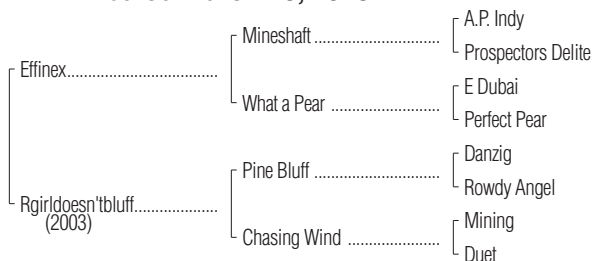 Effinex
Mineshaft
A.P. Indy
Prospectors Delite
What a Pear
E Dubai
Perfect Pear
Rgirldoesn'tbluff
(2003)
Pine Bluff
Danzig
Rowdy Angel
Chasing Wind
Mining
Duet